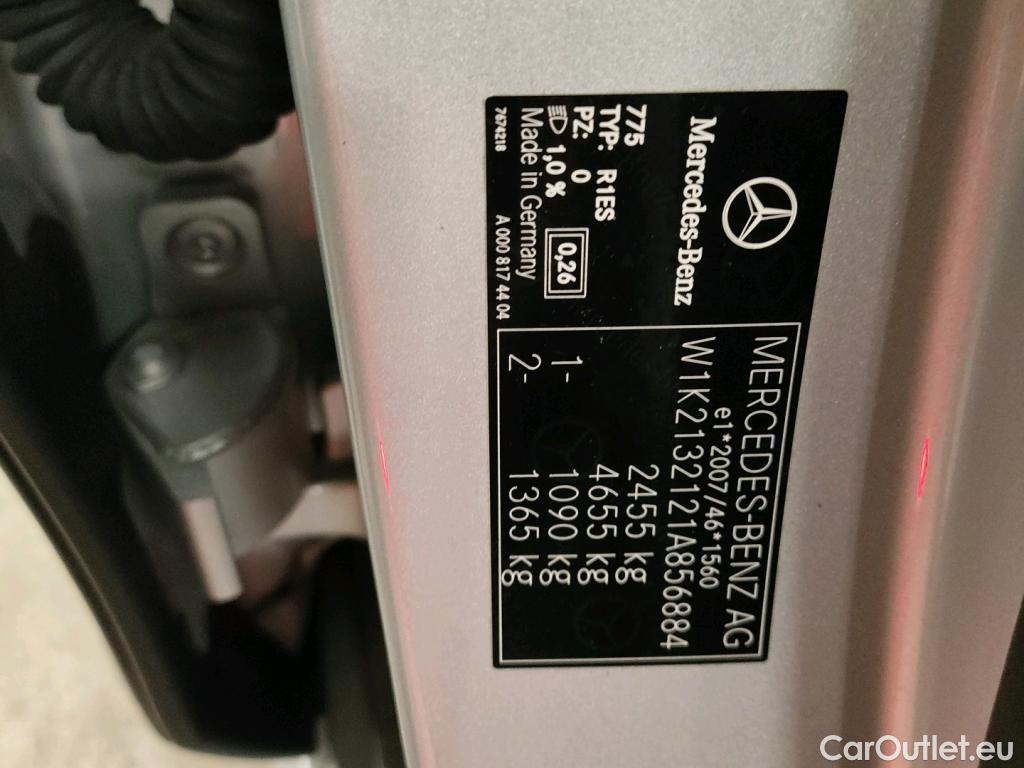 Mercedes-Benz
775
TYP: R1ES
PZ: 0
1,0 % 0,26
Made in Germany
7674218 A 000 817 44 04
MERCEDES-BENZ AG
e1*2007/46*1560
W1K2132121A856884
2455 kg
4655 kg
1- 1090 kg
2- 1365 kg
CarOutlet.eu